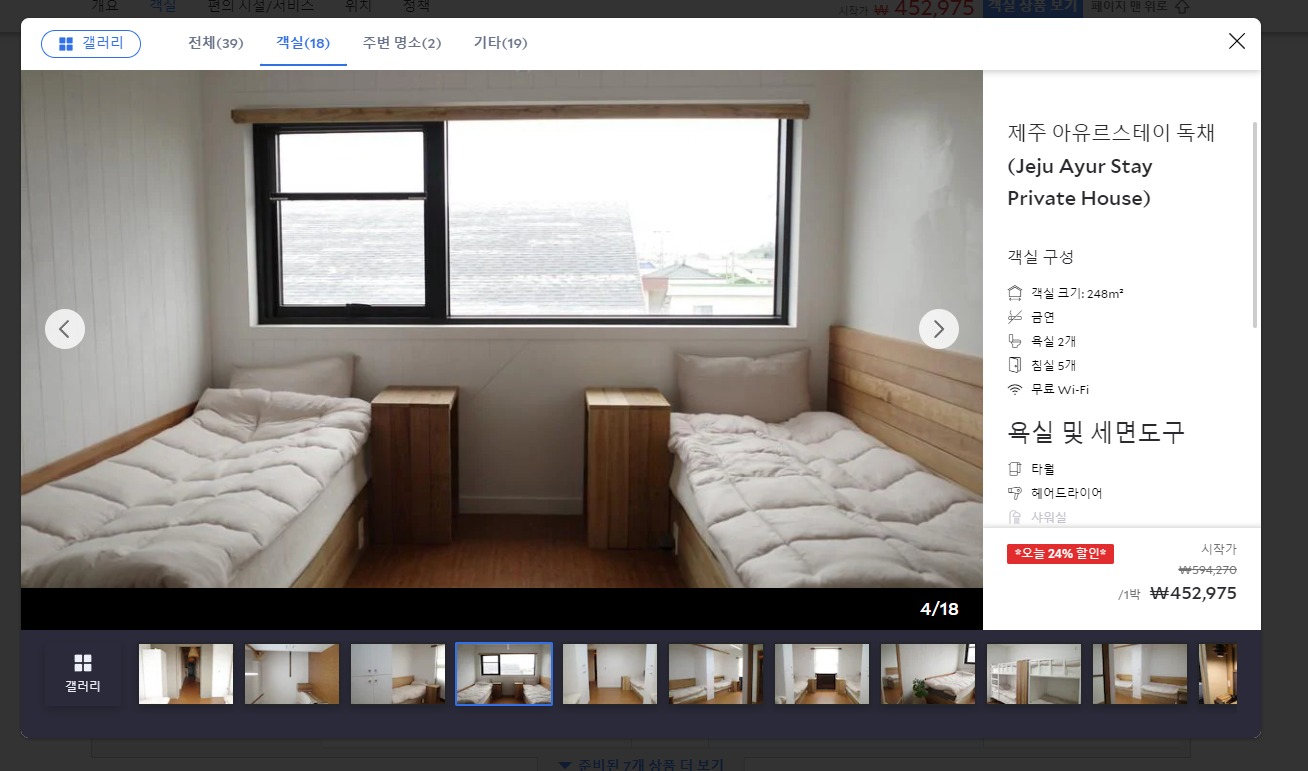 개요
객실
편의 시설/서비스
위치
정책
시작가 ₩ 452,975
객실 상품 보기
페이지 맨 위로
갤러리
전체(39)
객실(18)
주변 명소(2)
기타(19)
제주 아유르스테이 독채
(Jeju Ayur Stay
Private House)
객실 구성
객실 크기: 248m²
금연
욕실 2개
침실 5개
무료 Wi-Fi
욕실 및 세면도구
타월
헤어드라이어
샤워실
*오늘 24% 할인*
시작가
₩594,270
/1박 ₩452,975
4/18
갤러리
준비된 7개 상품 더 보기